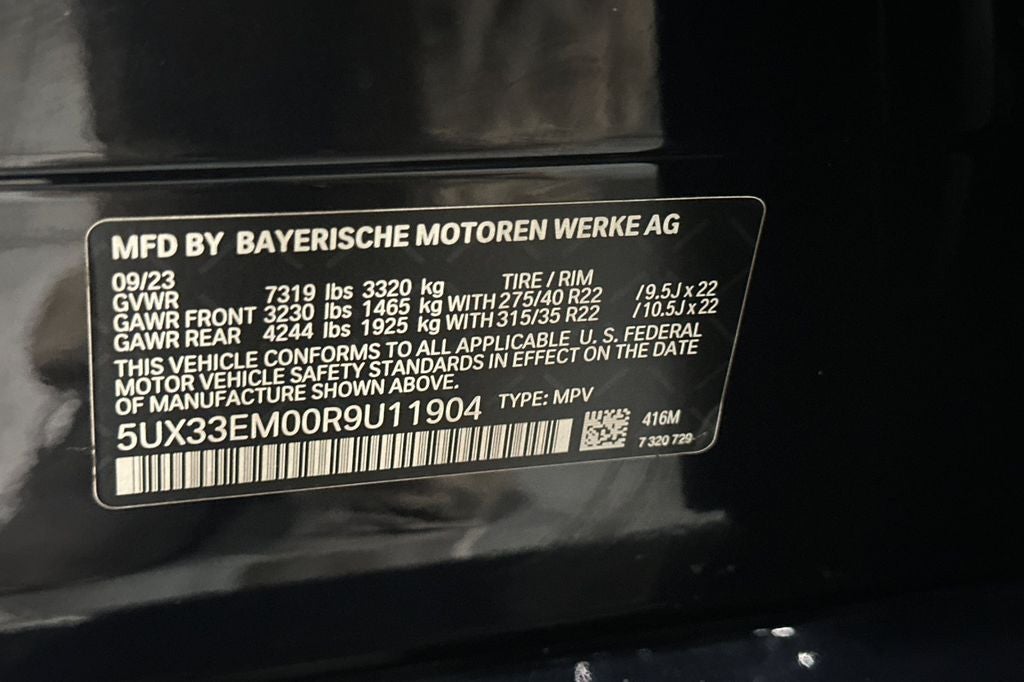 MFD BY BAYERISCHE MOTOREN WERKE AG
09/23 TIRE / RIM
GVWR 7319 lbs 3320 kg
GAWR FRONT 3230 lbs 1465 kg WITH 275/40 R22 /9.5J x 22
GAWR REAR 4244 lbs 1925 kg WITH 315/35 R22 /10.5J x 22
THIS VEHICLE CONFORMS TO ALL APPLICABLE U. S. FEDERAL
MOTOR VEHICLE SAFETY STANDARDS IN EFFECT ON THE DATE
OF MANUFACTURE SHOWN ABOVE.
5UX33EM00R9U11904 TYPE: MPV
416M
7 320 729